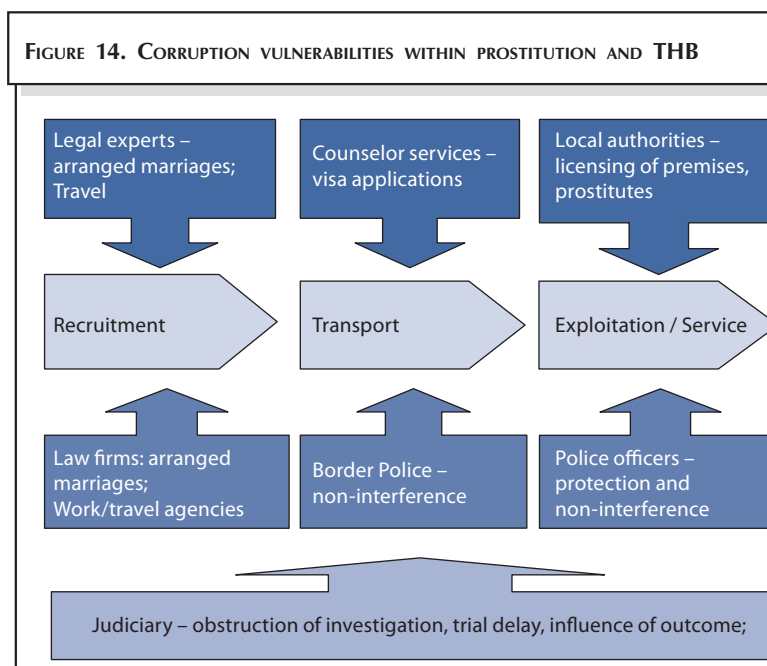 FIGURE 14. CORRUPTION VULNERABILITIES WITHIN PROSTITUTION AND THB
Legal experts –
arranged marriages;
Travel
Counselor services –
visa applications
Local authorities –
licensing of premises,
prostitutes
Recruitment
Transport
Exploitation / Service
Law firms: arranged
marriages;
Work/travel agencies
Border Police –
non-interference
Police officers –
protection and
non-interference
Judiciary – obstruction of investigation, trial delay, influence of outcome;